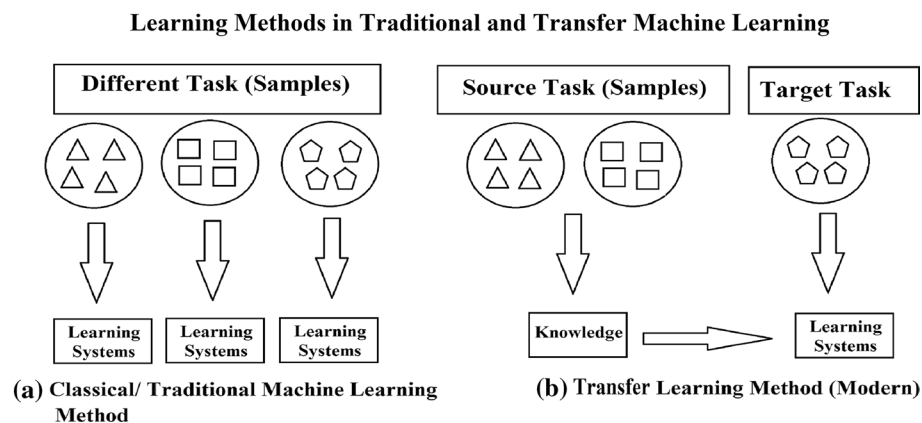 Learning Methods in Traditional and Transfer Machine Learning
Different Task (Samples)
Learning
Systems
Learning
Systems
Learning
Systems
(a) Classical/ Traditional Machine Learning
Method
Source Task (Samples)
Target Task
Knowledge
Learning
Systems
(b) Transfer Learning Method (Modern)